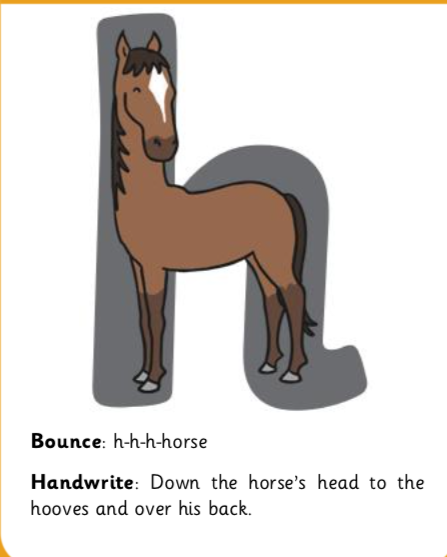 h
Bounce: h-h-h-horse
Handwrite: Down the horse's head to the
hooves and over his back.